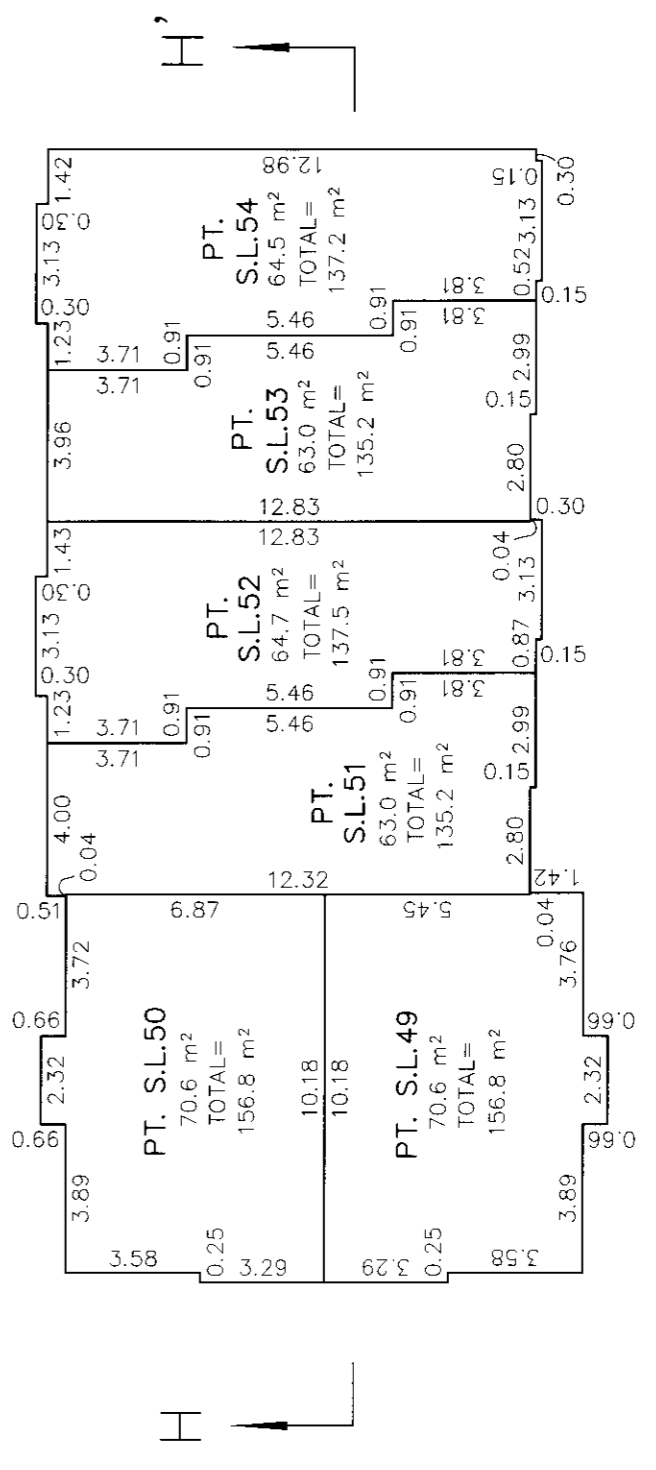 H
H'
PT. S.L.50
70.6 m²
TOTAL=
156.8 m²
3.58
0.25
3.29
3.89
0.66
2.32
0.66
3.72
0.51
6.87
10.18
PT. S.L.49
70.6 m²
TOTAL=
156.8 m²
10.18
3.29
0.25
3.58
3.89
0.66
2.32
0.66
3.76
0.04
1.42
5.45
PT.
S.L.51
63.0 m²
TOTAL=
135.2 m²
4.00
0.04
12.32
3.71
0.91
5.46
0.91
3.81
2.99
0.15
2.80
PT.
S.L.52
64.7 m²
TOTAL=
137.5 m²
1.23
0.30
3.13
0.30
1.43
3.71
0.91
5.46
0.91
3.81
12.83
0.87
0.15
3.13
0.04
0.30
PT.
S.L.53
63.0 m²
TOTAL=
135.2 m²
3.96
12.83
3.71
0.91
5.46
0.91
3.81
2.99
0.15
2.80
PT.
S.L.54
64.5 m²
TOTAL=
137.2 m²
1.23
0.30
3.13
0.30
1.42
3.71
0.91
5.46
0.91
3.81
12.98
0.52
0.15
3.13
0.15
0.30